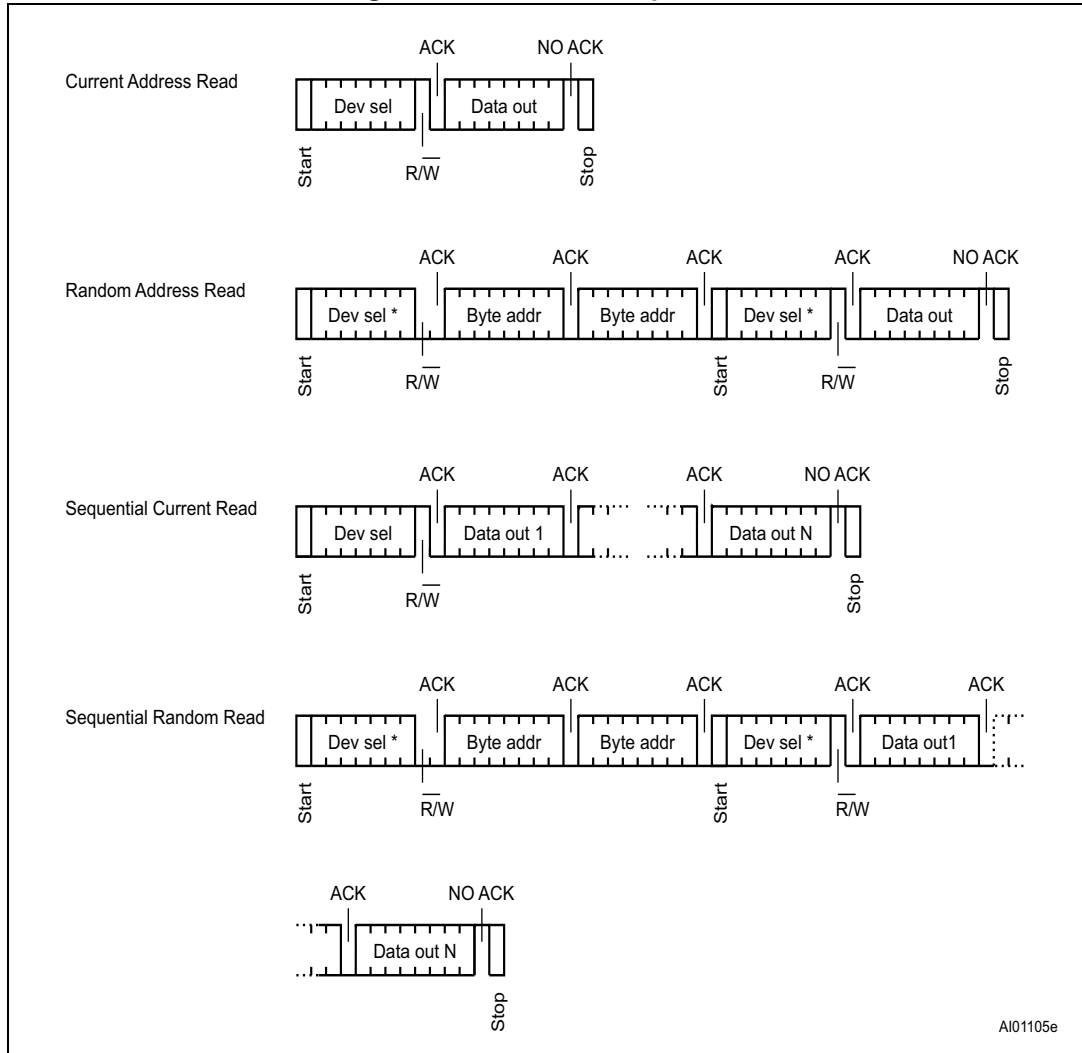 ACK NO ACK
Current Address Read
Dev sel Data out
Start R/W Stop
ACK ACK ACK ACK NO ACK
Random Address Read
Dev sel * Byte addr Byte addr Dev sel * Data out
Start R/W Start R/W Stop
ACK ACK ACK NO ACK
Sequential Current Read
Dev sel Data out 1 Data out N
Start R/W Stop
ACK ACK ACK ACK ACK
Sequential Random Read
Dev sel * Byte addr Byte addr Dev sel * Data out1
Start R/W Start R/W
ACK NO ACK
Data out N
Stop
AI01105e